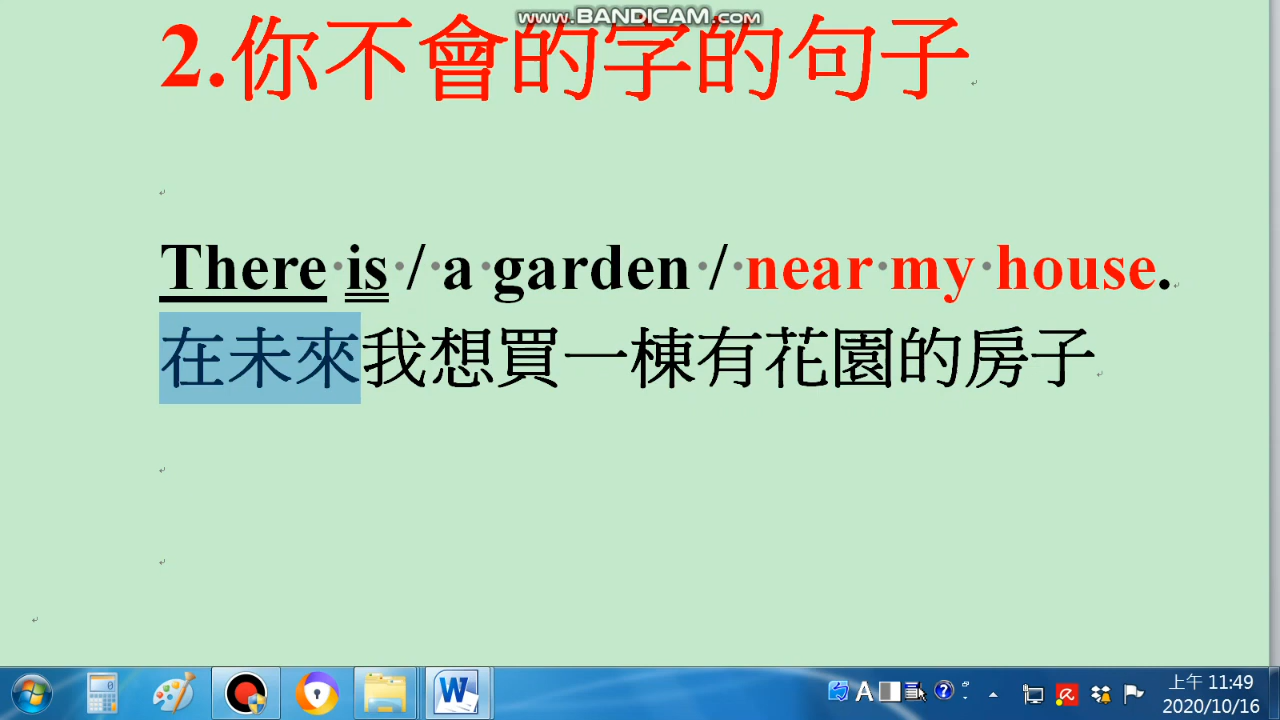 www.BANDICAM.com
2.你不會的字的句子
There is / a garden / near my house.
在未來我想買一棟有花園的房子
上午 11:49
2020/10/16